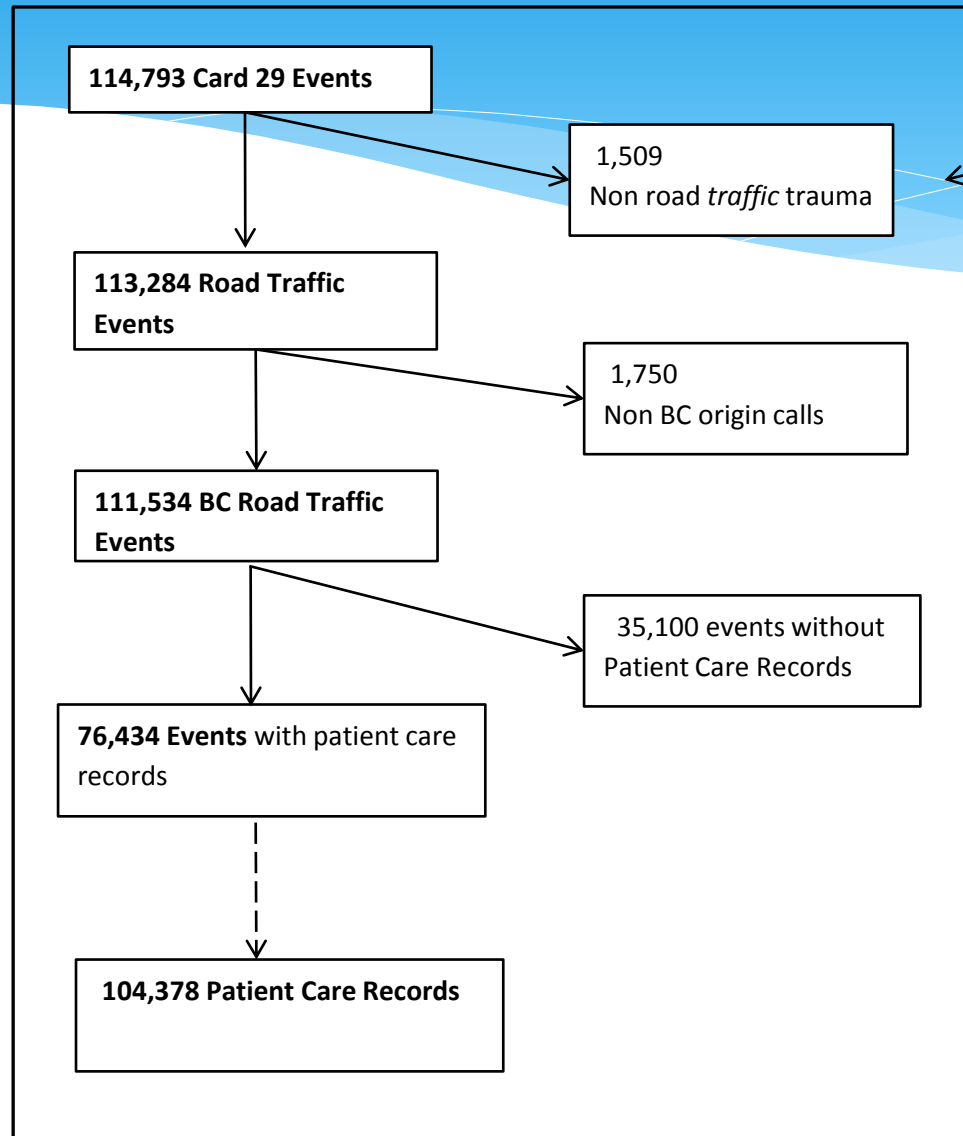 114,793 Card 29 Events
1,509
Non road traffic trauma
113,284 Road Traffic
Events
1,750
Non BC origin calls
111,534 BC Road Traffic
Events
35,100 events without
Patient Care Records
76,434 Events with patient care
records
104,378 Patient Care Records